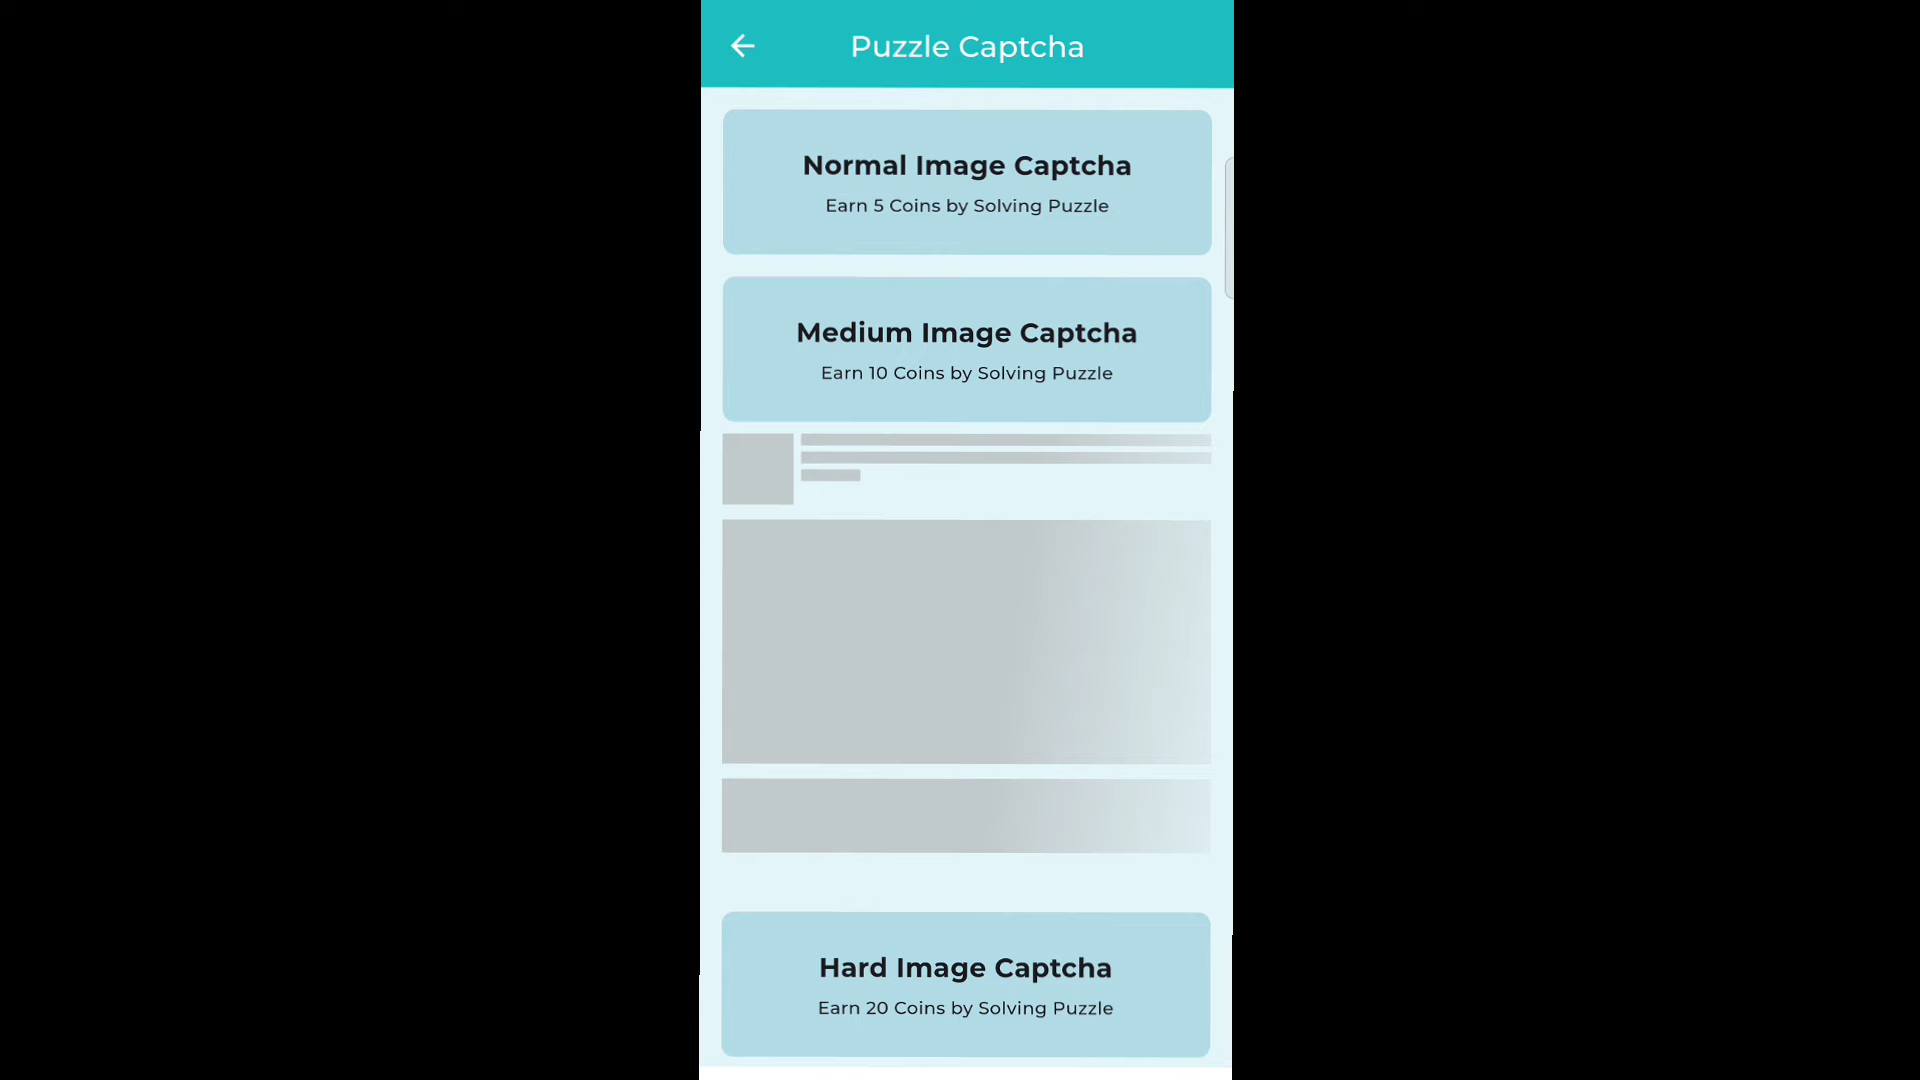 Puzzle Captcha
Normal Image Captcha
Earn 5 Coins by Solving Puzzle
Medium Image Captcha
Earn 10 Coins by Solving Puzzle
Hard Image Captcha
Earn 20 Coins by Solving Puzzle